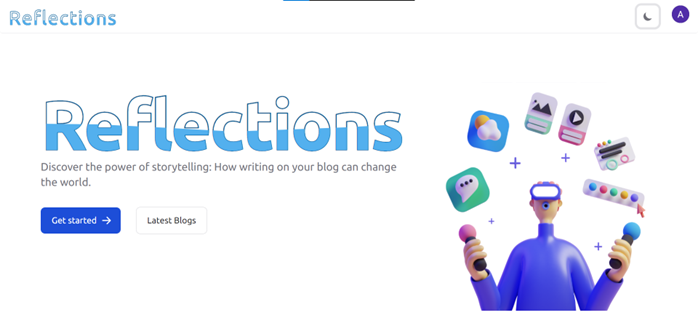 Reflections
A
Reflections
Discover the power of storytelling: How writing on your blog can change
the world.
Get started →
Latest Blogs